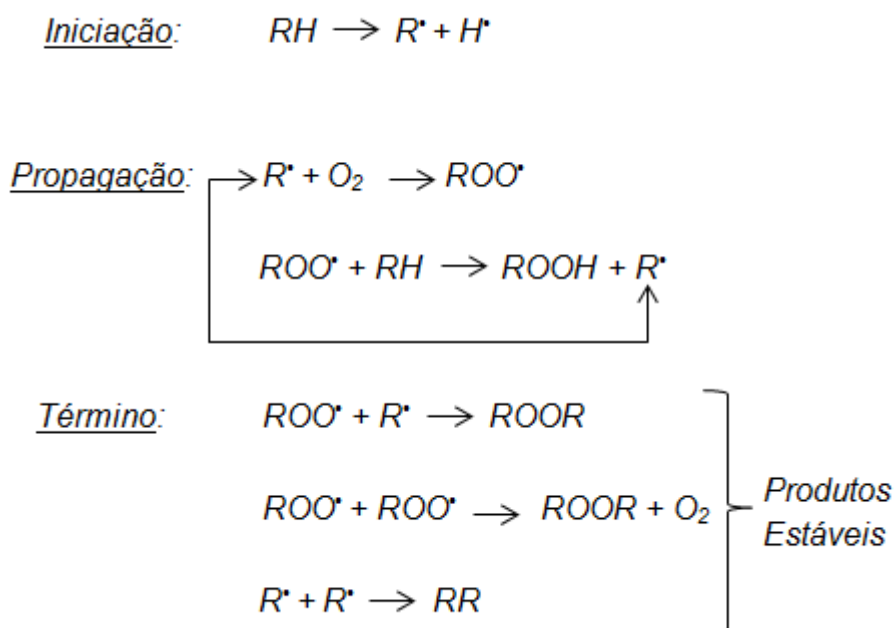 Iniciação: RH → R• + H•
Propagação: R• + O₂ → ROO•
ROO• + RH → ROOH + R•
Término: ROO• + R• → ROOR
ROO• + ROO• → ROOR + O₂
R• + R• → RR
Produtos
Estáveis